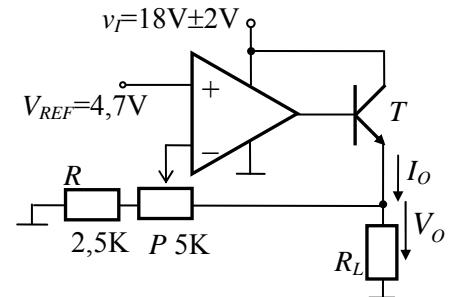 v_I=18V±2V
+
V_REF=4,7V
T
−
I_O
R
V_O
2,5K
P 5K
R_L